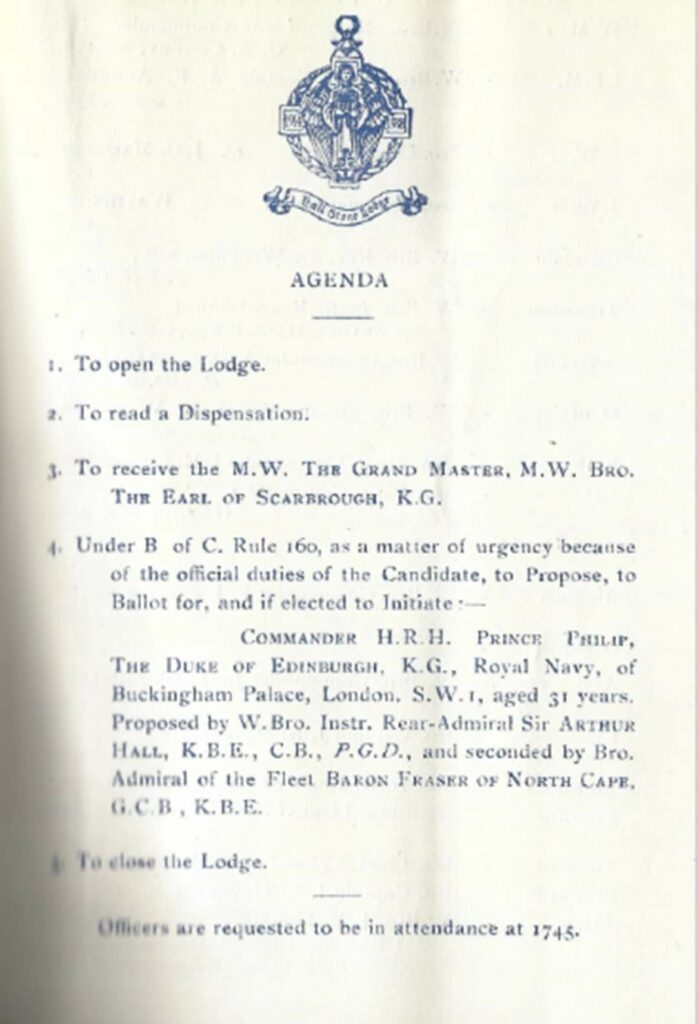 Hall Stone Lodge
AGENDA
1. To open the Lodge.
2. To read a Dispensation.
3. To receive the M.W. THE GRAND MASTER, M.W. BRO.
THE EARL OF SCARBROUGH, K.G.
4. Under B of C. Rule 160, as a matter of urgency because
of the official duties of the Candidate, to Propose, to
Ballot for, and if elected to Initiate :—
COMMANDER H.R.H. PRINCE PHILIP,
THE DUKE OF EDINBURGH, K.G., Royal Navy, of
Buckingham Palace, London. S.W.1, aged 31 years.
Proposed by W.Bro. Instr. Rear-Admiral Sir ARTHUR
HALL, K.B.E., C.B., P.G.D., and seconded by Bro.
Admiral of the Fleet BARON FRASER OF NORTH CAPE,
G.C.B , K.B.E.
5. To close the Lodge.
Officers are requested to be in attendance at 1745.